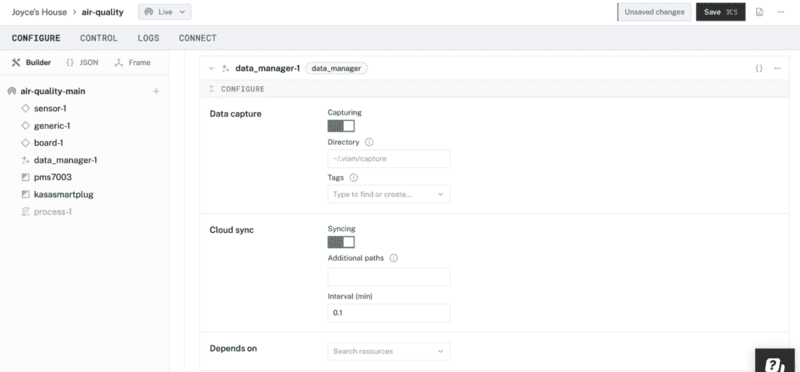 Joyce's House > air-quality Live Unsaved changes Save ⌘S
CONFIGURE CONTROL LOGS CONNECT
Builder {} JSON Frame
air-quality-main
sensor-1
generic-1
board-1
data_manager-1
pms7003
kasasmartplug
process-1
data_manager-1 data_manager {}
CONFIGURE
Data capture
Capturing
Directory
~/.viam/capture
Tags
Type to find or create...
Cloud sync
Syncing
Additional paths
Interval (min)
0.1
Depends on
Search resources